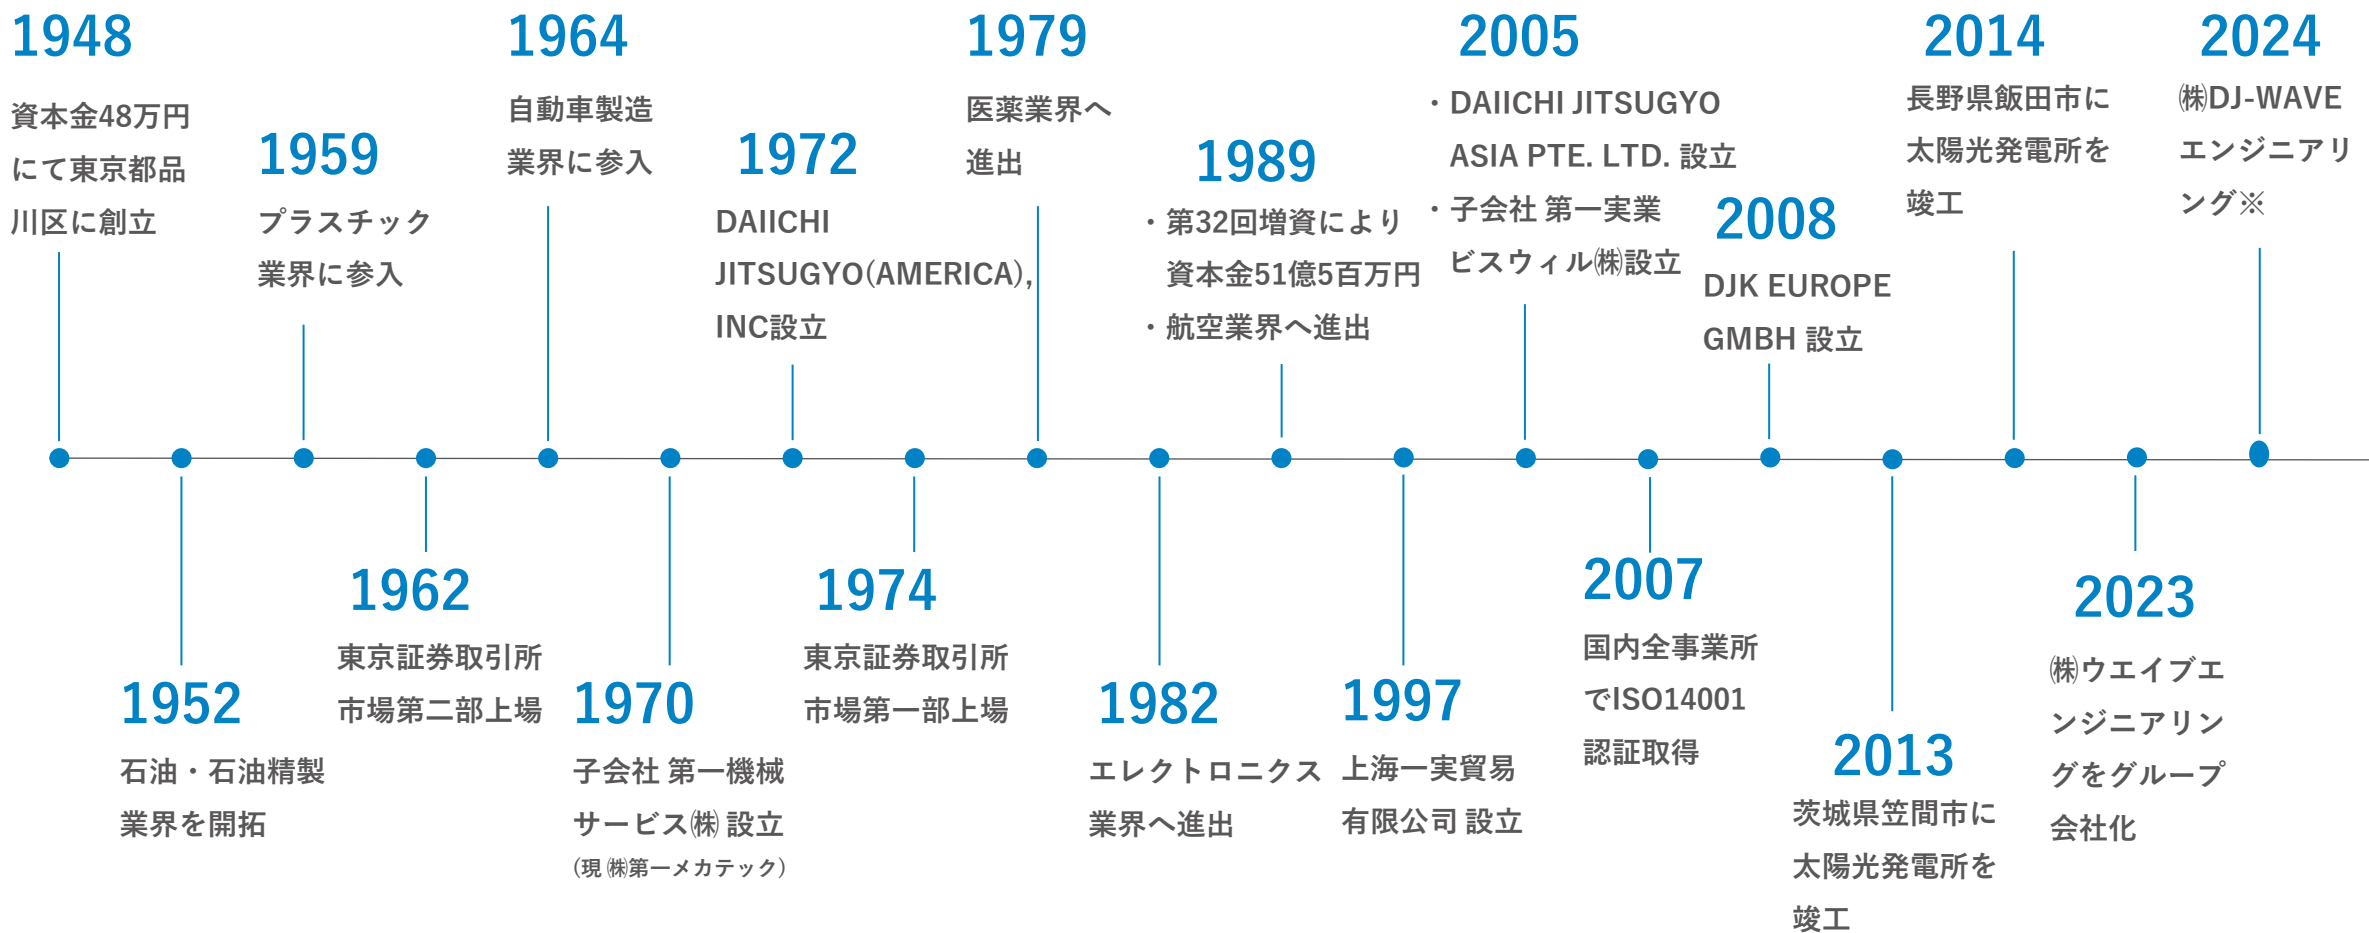 1948
資本金48万円
にて東京都品
川区に創立
1952
石油・石油精製
業界を開拓
1959
プラスチック
業界に参入
1962
東京証券取引所
市場第二部上場
1964
自動車製造
業界に参入
1970
子会社 第一機械
サービス㈱ 設立
(現 ㈱第一メカテック)
1972
DAIICHI
JITSUGYO(AMERICA),
INC設立
1974
東京証券取引所
市場第一部上場
1979
医薬業界へ
進出
1982
エレクトロニクス
業界へ進出
1989
・第32回増資により
資本金51億5百万円
・航空業界へ進出
1997
上海一実貿易
有限公司 設立
2005
・DAIICHI JITSUGYO
ASIA PTE. LTD. 設立
・子会社 第一実業
ビスウィル㈱設立
2007
国内全事業所
でISO14001
認証取得
2008
DJK EUROPE
GMBH 設立
2013
茨城県笠間市に
太陽光発電所を
竣工
2014
長野県飯田市に
太陽光発電所を
竣工
2023
㈱ウエイブエ
ンジニアリン
グをグループ
会社化
2024
㈱DJ-WAVE
エンジニアリ
ング※